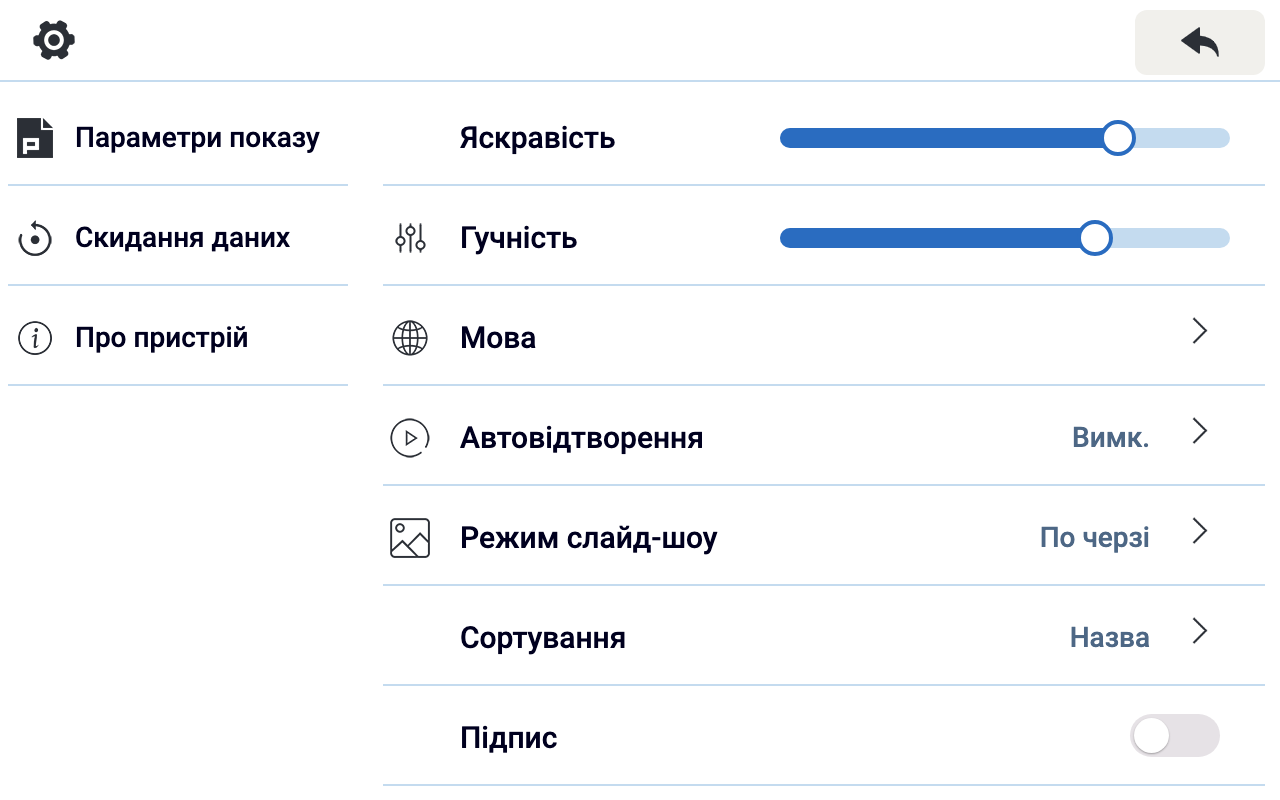 Параметри показу
Скидання даних
Про пристрій
Яскравість
Гучність
Мова
Автовідтворення Вимк.
Режим слайд-шоу По черзі
Сортування Назва
Підпис